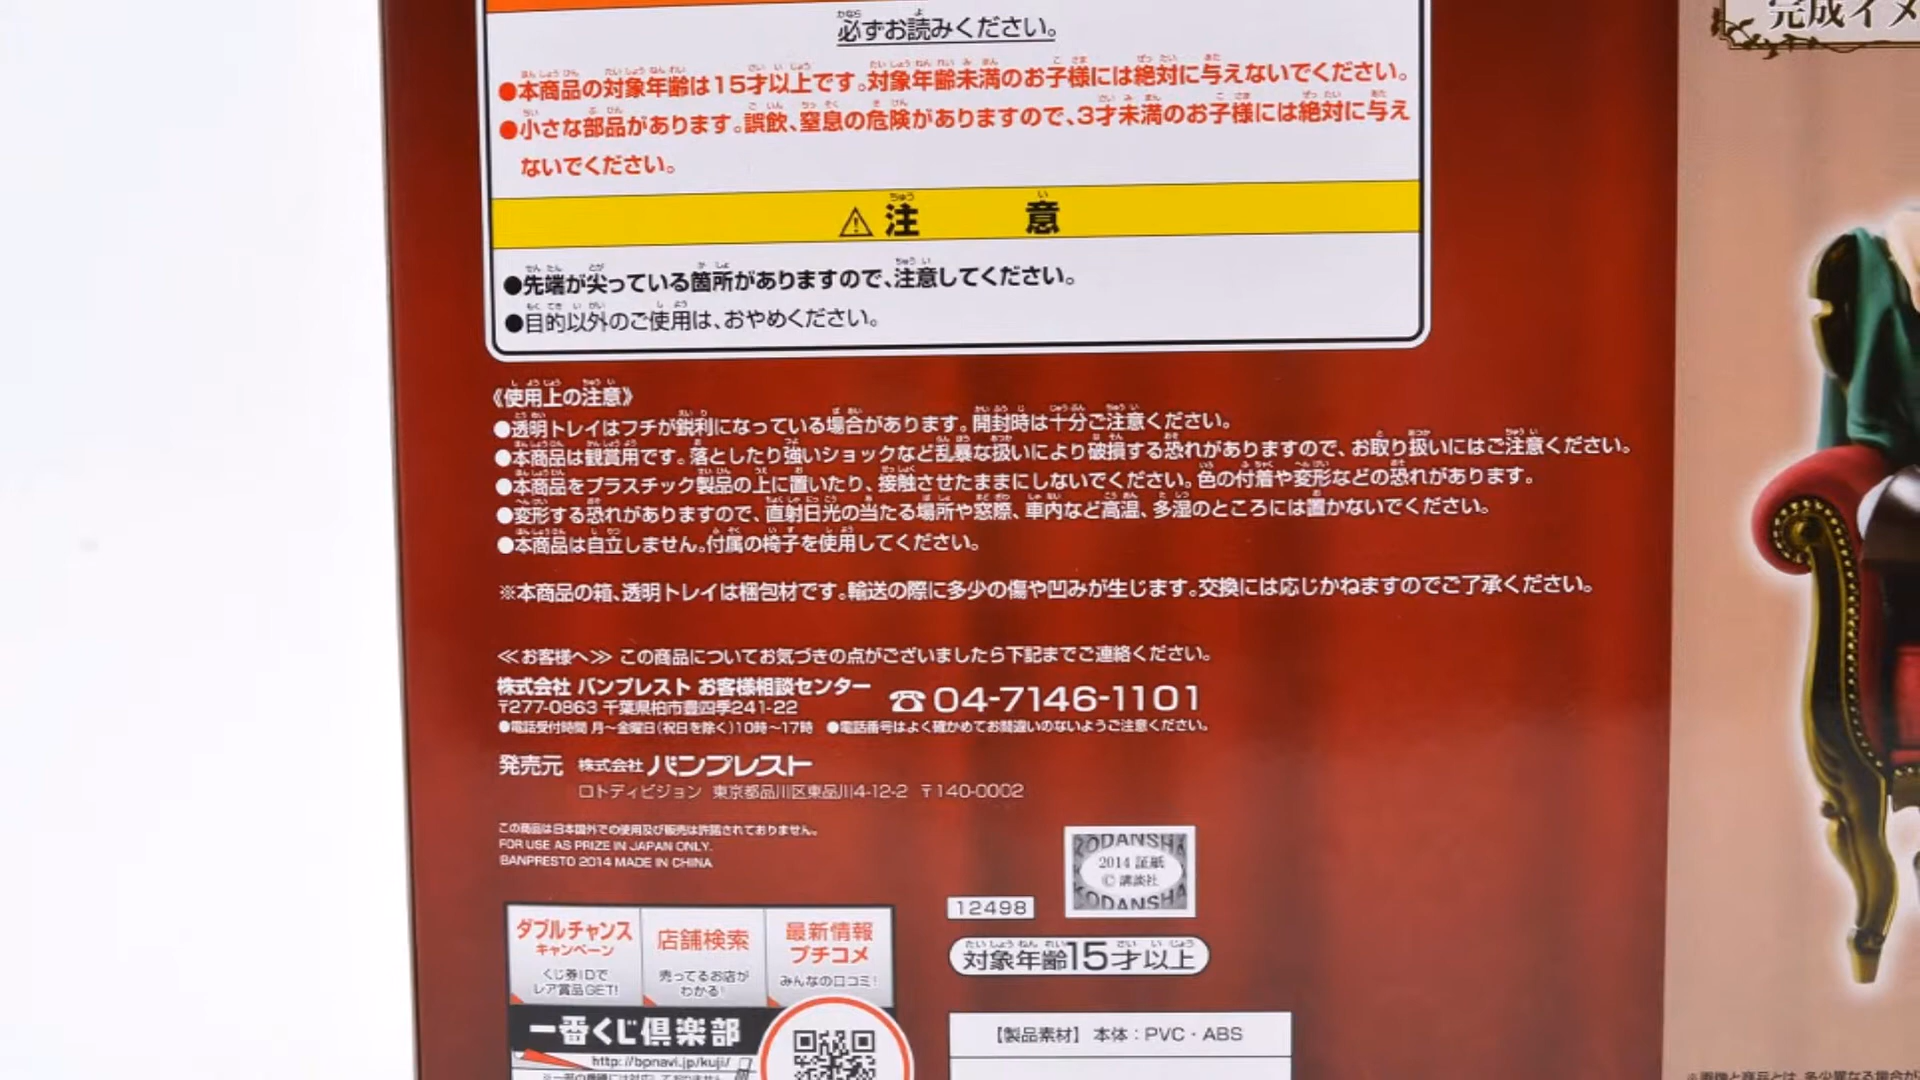 完成イメ
必ずお読みください。
●本商品の対象年齢は15才以上です。対象年齢未満のお子様には絶対に与えないでください。
●小さな部品があります。誤飲、窒息の危険がありますので、3才未満のお子様には絶対に与え
ないでください。
⚠注 意
●先端が尖っている箇所がありますので、注意してください。
●目的以外のご使用は、おやめください。
《使用上の注意》
●透明トレイはフチが鋭利になっている場合があります。開封時は十分ご注意ください。
●本商品は観賞用です。落としたり強いショックなど乱暴な扱いにより破損する恐れがありますので、お取り扱いにはご注意ください。
●本商品をプラスチック製品の上に置いたり、接触させたままにしないでください。色の付着や変形などの恐れがあります。
●変形する恐れがありますので、直射日光の当たる場所や窓際、車内など高温、多湿のところには置かないでください。
●本商品は自立しません。付属の椅子を使用してください。
※本商品の箱、透明トレイは梱包材です。輸送の際に多少の傷や凹みが生じます。交換には応じかねますのでご了承ください。
≪お客様へ≫ この商品についてお気づきの点がございましたら下記までご連絡ください。
株式会社 バンプレスト お客様相談センター ☎04-7146-1101
〒277-0863 千葉県柏市豊四季241-22
●電話受付時間 月～金曜日(祝日を除く)10時～17時 ●電話番号はよく確かめてお間違いのないようご注意ください。
発売元 株式会社 バンプレスト
ロトディビジョン 東京都品川区東品川4-12-2 〒140-0002
この商品は日本国外での使用及び販売は許諾されておりません。
FOR USE AS PRIZE IN JAPAN ONLY.
BANPRESTO 2014 MADE IN CHINA
KODANSHA
2014 証紙
© 講談社
KODANSHA
12498
対象年齢15才以上
ダブルチャンス
キャンペーン
くじ券IDで
レア賞品GET!
店舗検索
売ってるお店が
わかる!
最新情報
プチコメ
みんなの口コミ!
一番くじ倶楽部
http://bpnavi.jp/kuji/
【製品素材】 本体：PVC・ABS